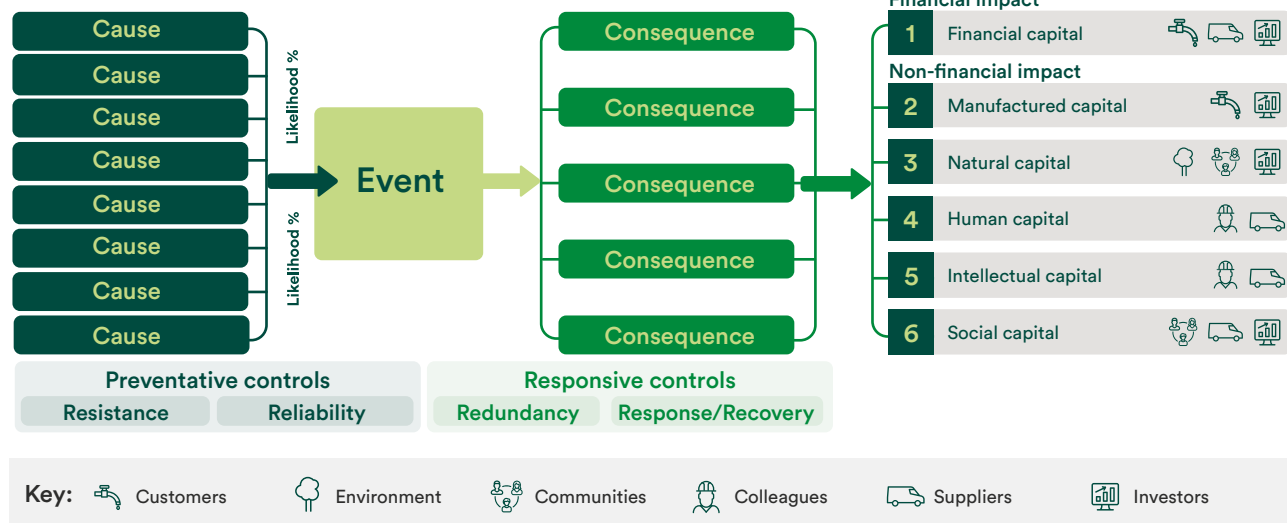 Cause
Cause
Cause
Cause
Cause
Cause
Cause
Cause
Likelihood %
Likelihood %
Event
Consequence
Consequence
Consequence
Consequence
Consequence
Financial impact
1 Financial capital
Non-financial impact
2 Manufactured capital
3 Natural capital
4 Human capital
5 Intellectual capital
6 Social capital
Preventative controls
Resistance Reliability
Responsive controls
Redundancy Response/Recovery
Key: Customers Environment Communities Colleagues Suppliers Investors